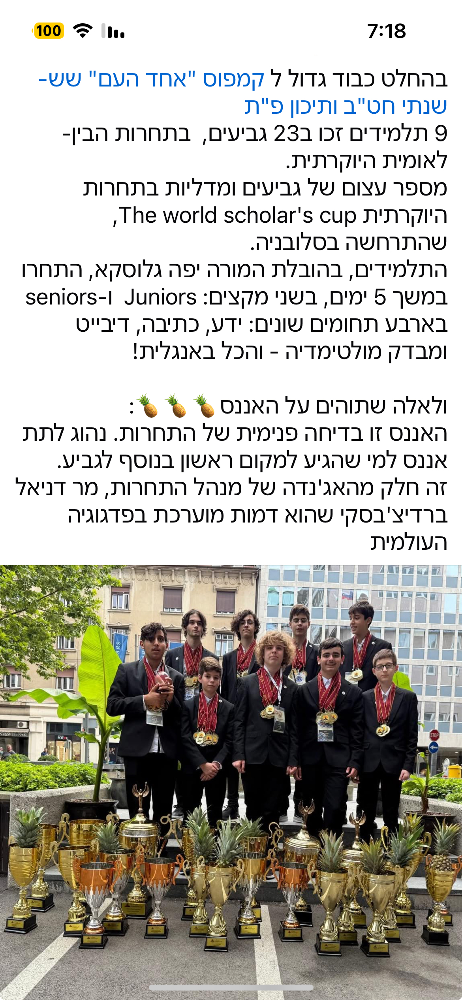 100
7:18
בהחלט כבוד גדול ל קמפוס "אחד העם" שש-
שנתי חט"ב ותיכון פ"ת
9 תלמידים זכו ב23 גביעים, בתחרות הבין-
לאומית היוקרתית.
מספר עצום של גביעים ומדליות בתחרות
היוקרתית The world scholar's cup,
שהתרחשה בסלובניה.
התלמידים, בהובלת המורה יפה גלוסקא, התחרו
במשך 5 ימים, בשני מקצים: Juniors ו-seniors
בארבע תחומים שונים: ידע, כתיבה, דיבייט
ומבדק מולטימדיה - והכל באנגלית!
ולאלה שתוהים על האננס 🍍 🍍 🍍:
האננס זו בדיחה פנימית של התחרות. נהוג לתת
אננס למי שהגיע למקום ראשון בנוסף לגביע.
זה חלק מהאג'נדה של מנהל התחרות, מר דניאל
ברדיצ'בסקי שהוא דמות מוערכת בפדגוגיה
העולמית
STOP